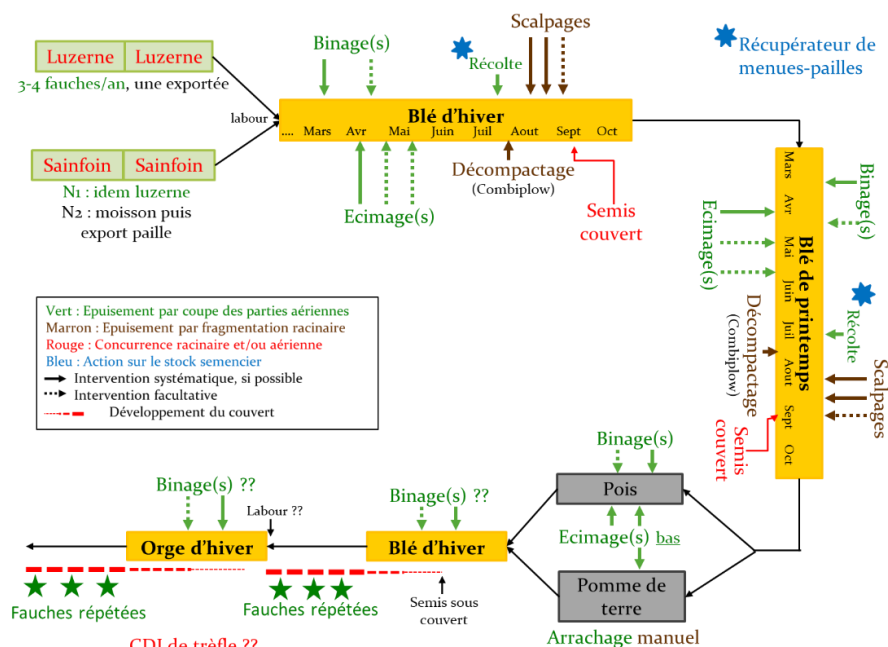 Luzerne Luzerne
3-4 fauches/an, une exportée
Sainfoin Sainfoin
N1 : idem luzerne
N2 : moisson puis
export paille
labour
Binage(s)
Récolte
Scalpages
Récupérateur de
menues-pailles
Blé d'hiver
.... Mars Avr Mai Juin Juil Aout Sept Oct
Ecimage(s)
Décompactage
(Combiplow)
Semis
couvert
Blé de printemps
Mars Avr Mai Juin Juil Aout Sept Oct
Binage(s)
Ecimage(s)
Récolte
Décompactage
(Combiplow)
Scalpages
Semis
couvert
Vert : Epuisement par coupe des parties aériennes
Marron : Epuisement par fragmentation racinaire
Rouge : Concurrence racinaire et/ou aérienne
Bleu : Action sur le stock semencier
Intervention systématique, si possible
Intervention facultative
Développement du couvert
Binage(s)
Pois
Ecimage(s) bas
Pomme de
terre
Arrachage manuel
Binage(s) ??
Blé d'hiver
Semis sous
couvert
Fauches répétées
Labour ??
Binage(s) ??
Orge d'hiver
Fauches répétées
CDI de trèfle ??